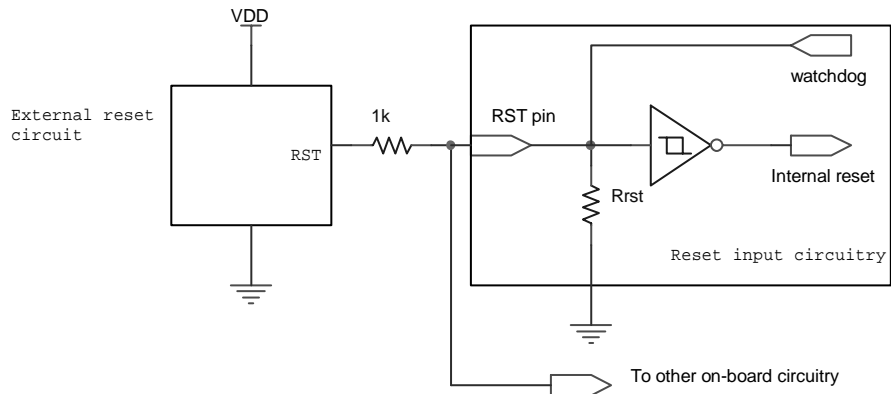 VDD
watchdog
External reset
circuit
1k
RST pin
RST
Internal reset
Rrst
Reset input circuitry
To other on-board circuitry